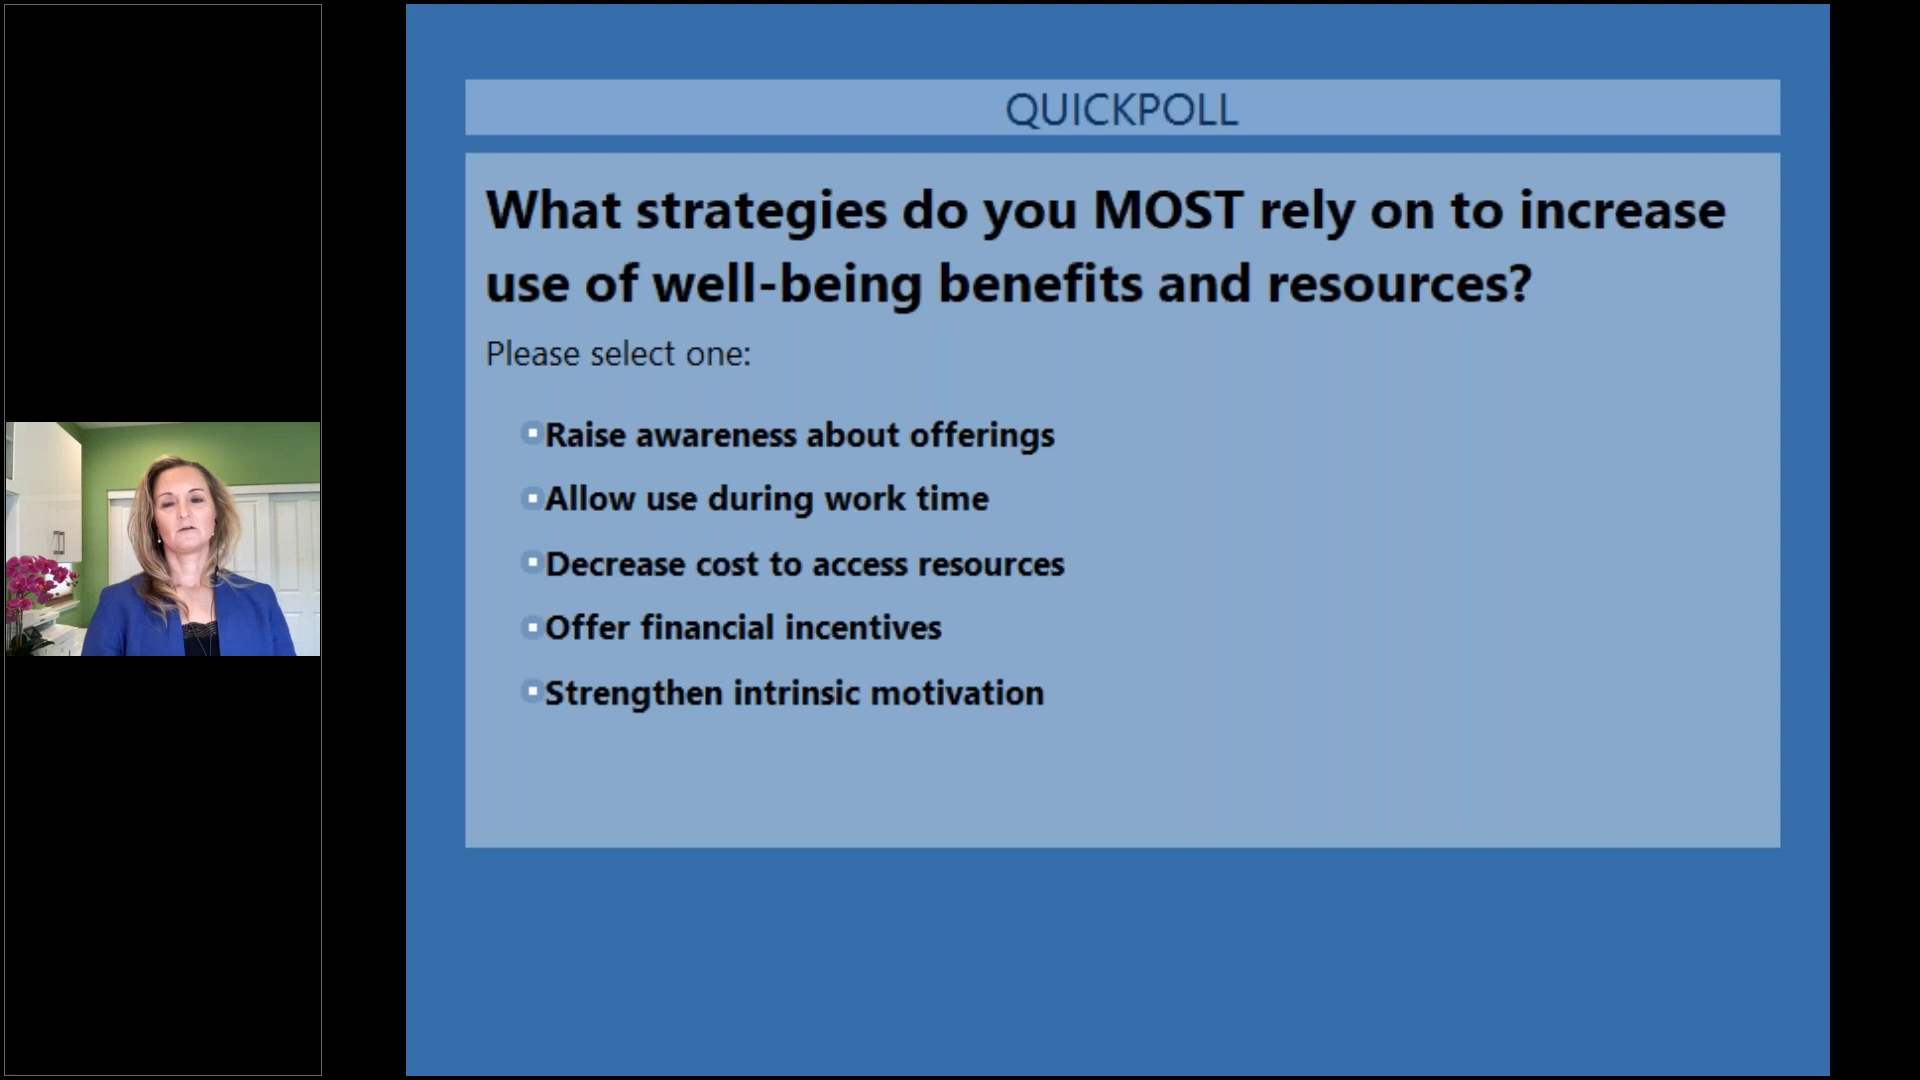 QUICKPOLL
What strategies do you MOST rely on to increase
use of well-being benefits and resources?
Please select one:
Raise awareness about offerings
Allow use during work time
Decrease cost to access resources
Offer financial incentives
Strengthen intrinsic motivation